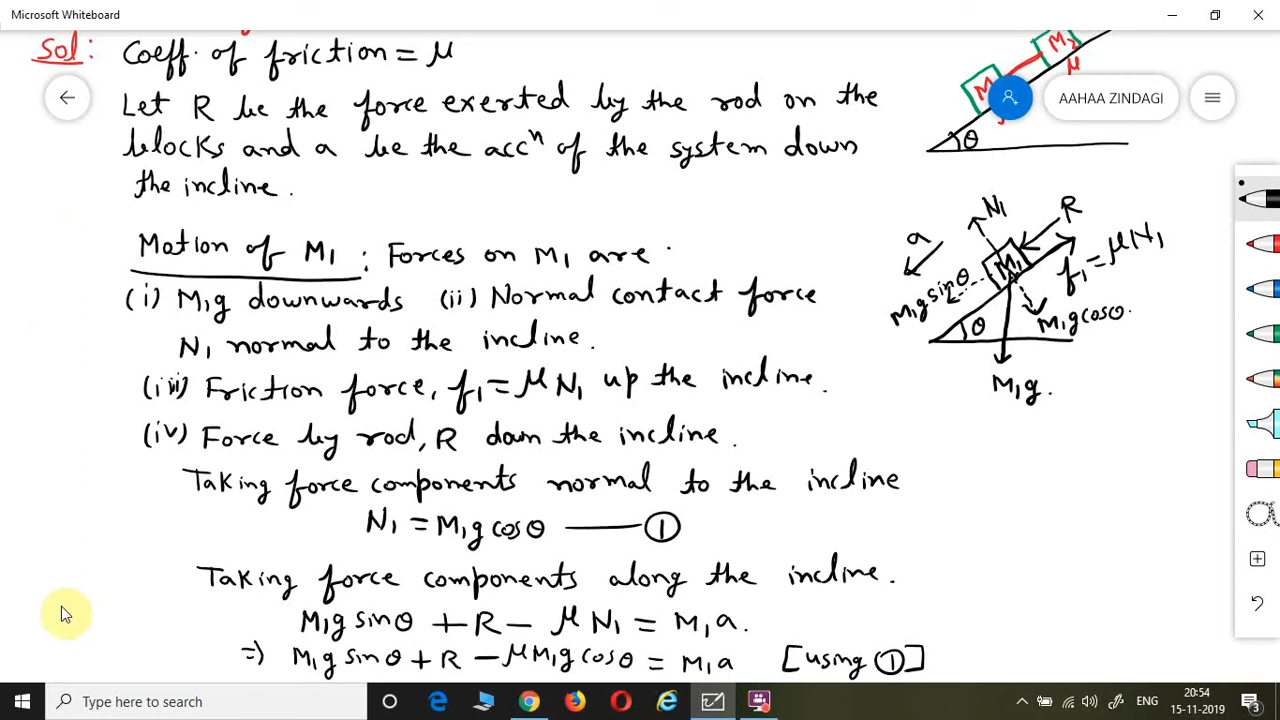 Microsoft Whiteboard
Sol:
Coeff. of friction = μ
Let R be the force exerted by the rod on the
blocks and a be the accⁿ of the system down
the incline.
M₂
μ
M
θ
AAHAA ZINDAGI
Motion of M₁ : Forces on M₁ are
(i) M₁g downwards (ii) Normal contact force
N₁ normal to the incline.
(iii) Friction force, f₁ = μN₁ up the incline.
(iv) Force by rod, R down the incline.
N₁
R
a
M₁
f₁ = μN₁
M₁g sinθ
θ
M₁g cosθ.
M₁g.
Taking force components normal to the incline
N₁ = M₁g cosθ ——— ①
Taking force components along the incline.
M₁g sinθ + R – μN₁ = M₁a.
⇒ M₁g sinθ + R – μM₁g cosθ = M₁a [using ①]
Type here to search
ENG
20:54
15-11-2019
3